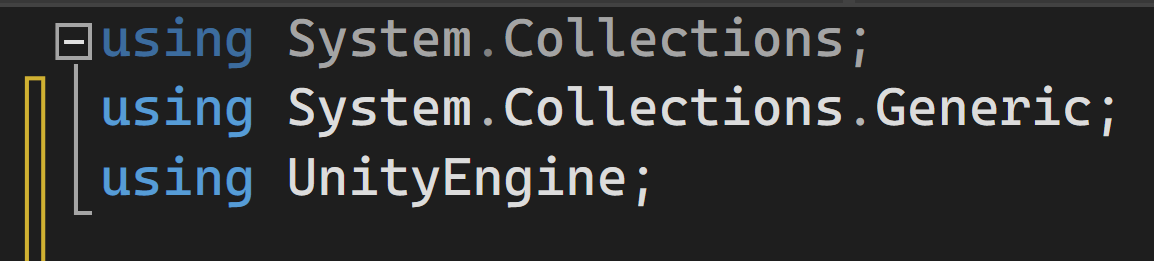 using System.Collections;
using System.Collections.Generic;
using UnityEngine;